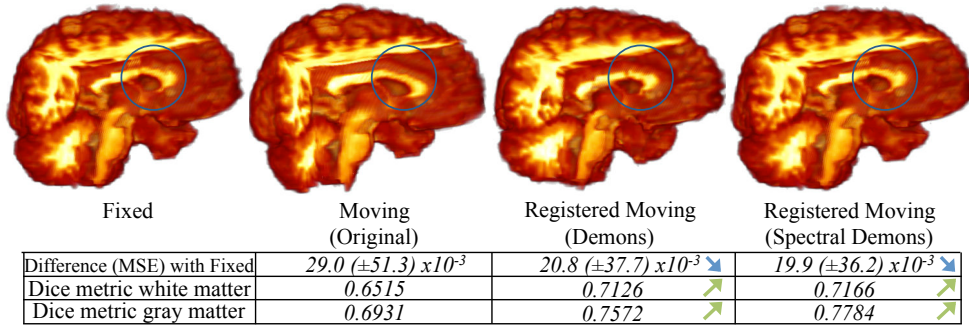 Fixed
Moving
(Original)
Registered Moving
(Demons)
Registered Moving
(Spectral Demons)
Difference (MSE) with Fixed 29.0 (±51.3) x10-3 20.8 (±37.7) x10-3 19.9 (±36.2) x10-3
Dice metric white matter 0.6515 0.7126 0.7166
Dice metric gray matter 0.6931 0.7572 0.7784